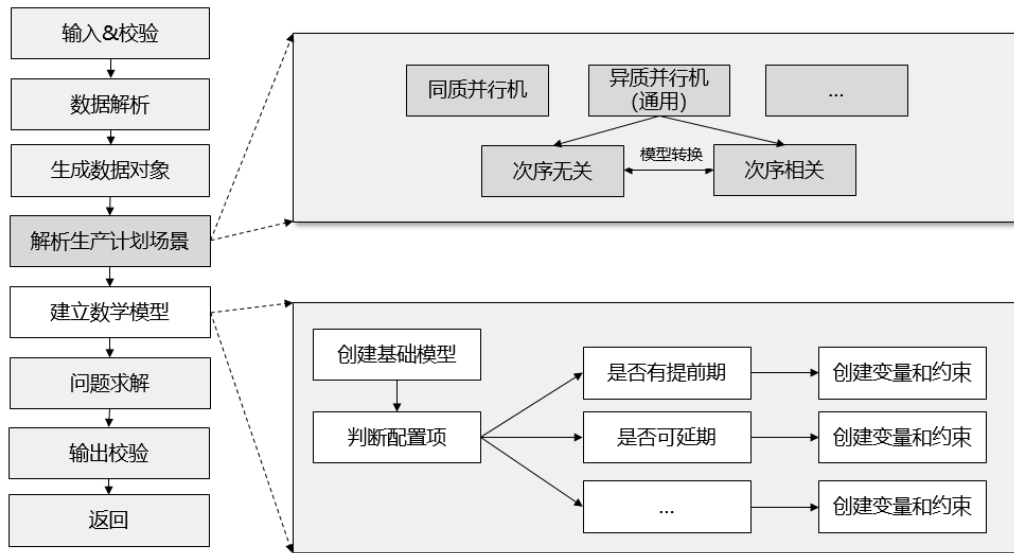 输入&校验
数据解析
生成数据对象
解析生产计划场景
建立数学模型
问题求解
输出校验
返回
同质并行机
异质并行机
(通用)
...
次序无关
模型转换
次序相关
创建基础模型
判断配置项
是否有提前期
创建变量和约束
是否可延期
创建变量和约束
...
创建变量和约束